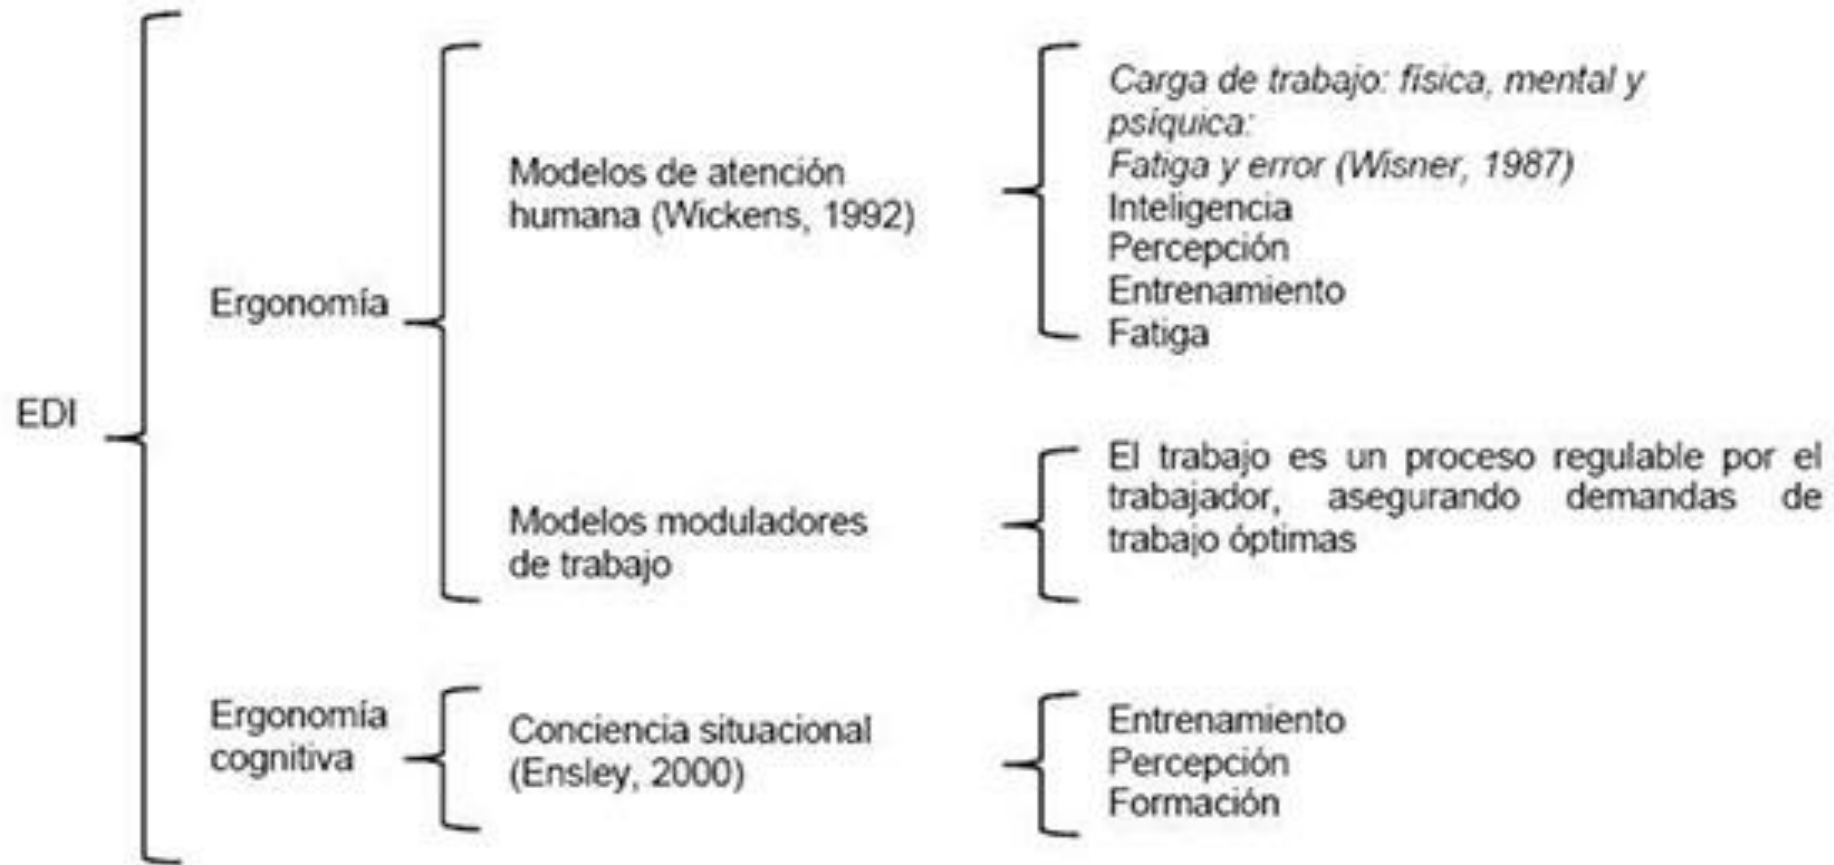 EDI
Ergonomía
Modelos de atención
humana (Wickens, 1992)
Carga de trabajo: física, mental y
psíquica:
Fatiga y error (Wisner, 1987)
Inteligencia
Percepción
Entrenamiento
Fatiga
Modelos moduladores
de trabajo
El trabajo es un proceso regulable por el
trabajador, asegurando demandas de
trabajo óptimas
Ergonomía
cognitiva
Conciencia situacional
(Ensley, 2000)
Entrenamiento
Percepción
Formación